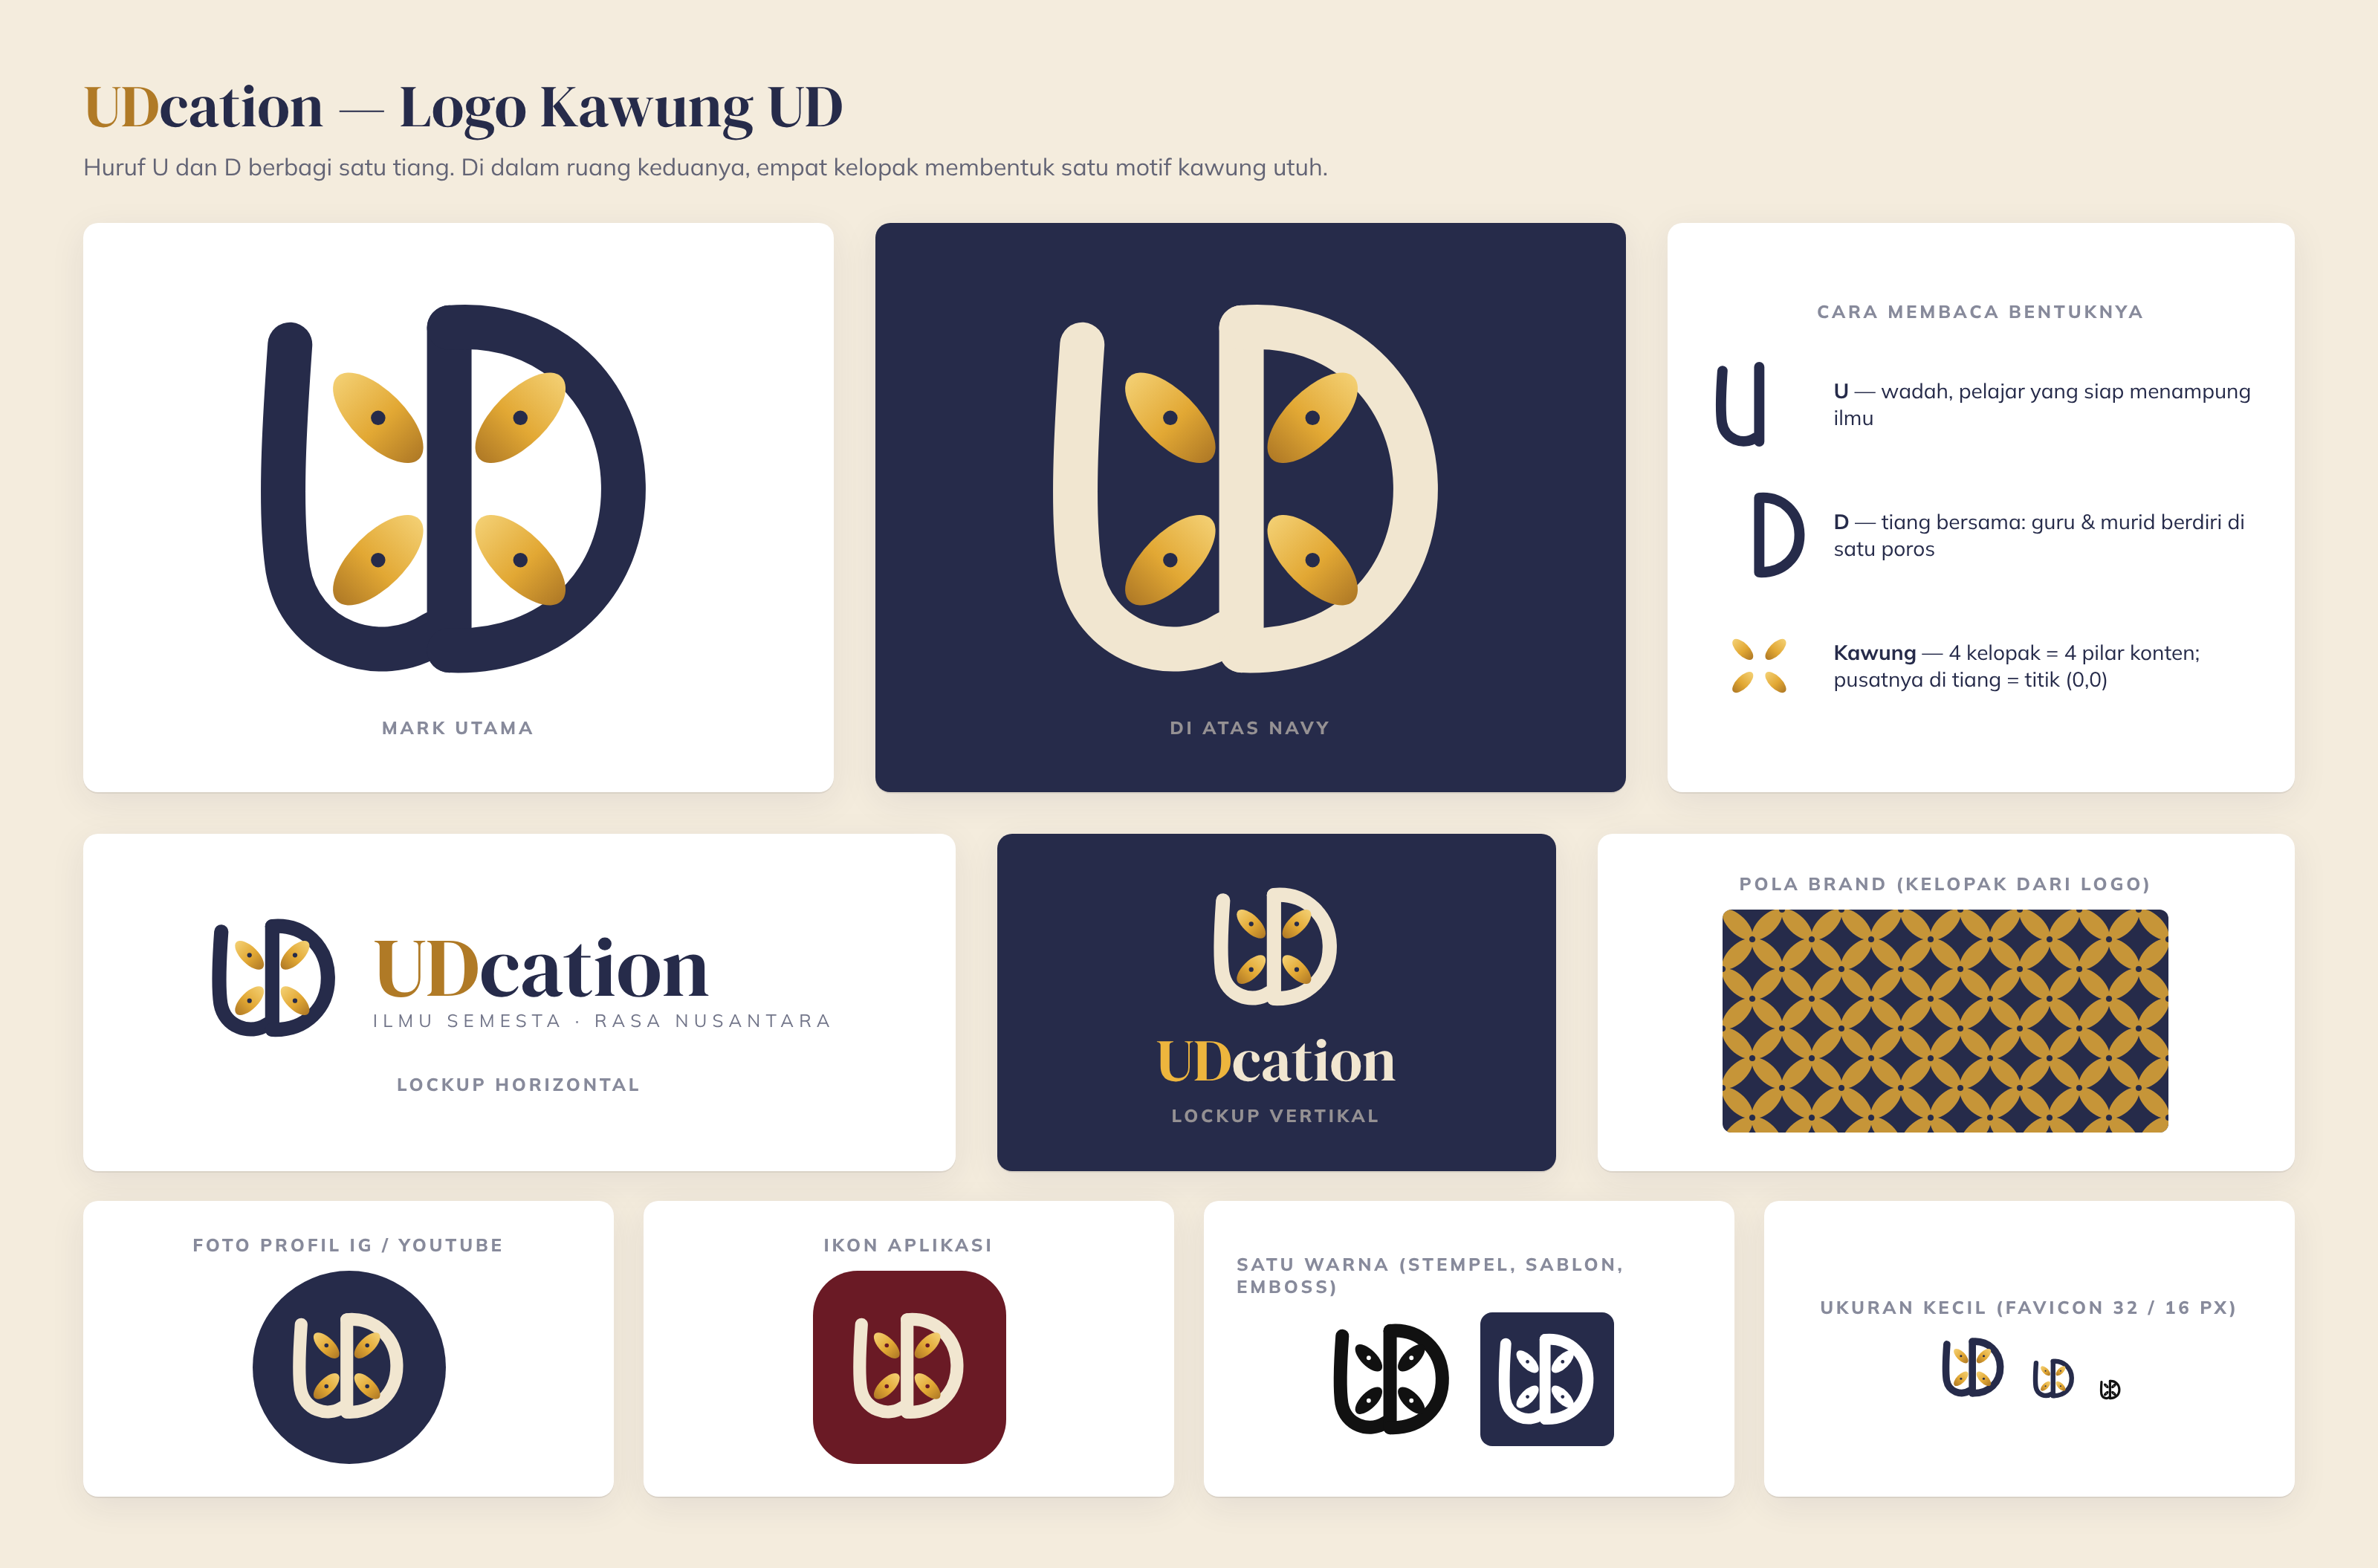 UDcation — Logo Kawung UD
Huruf U dan D berbagi satu tiang. Di dalam ruang keduanya, empat kelopak membentuk satu motif kawung utuh.
MARK UTAMA
DI ATAS NAVY
CARA MEMBACA BENTUKNYA
U — wadah, pelajar yang siap menampung
ilmu
D — tiang bersama: guru & murid berdiri di
satu poros
Kawung — 4 kelopak = 4 pilar konten;
pusatnya di tiang = titik (0,0)
UDcation
ILMU SEMESTA · RASA NUSANTARA
LOCKUP HORIZONTAL
UDcation
LOCKUP VERTIKAL
POLA BRAND (KELOPAK DARI LOGO)
FOTO PROFIL IG / YOUTUBE
IKON APLIKASI
SATU WARNA (STEMPEL, SABLON,
EMBOSS)
UKURAN KECIL (FAVICON 32 / 16 PX)